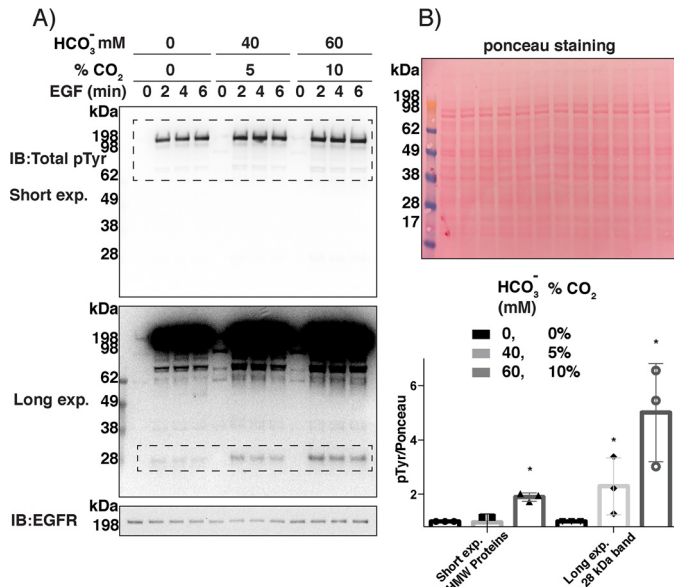 A)
HCO3- mM 0 40 60
% CO2 0 5 10
EGF (min) 0 2 4 6 0 2 4 6 0 2 4 6
kDa
198
98
IB:Total pTyr
62
Short exp.
49
38
28
kDa
198
98
62
49
Long exp.
38
28
IB:EGFR
198
B)
ponceau staining
kDa
198
98
62
49
38
28
17
HCO3- % CO2
(mM)
0, 0%
40, 5%
60, 10%
pTyr/Ponceau
6
4
2
* * *
Short exp.
HMW Proteins
Long exp.
28 kDa band